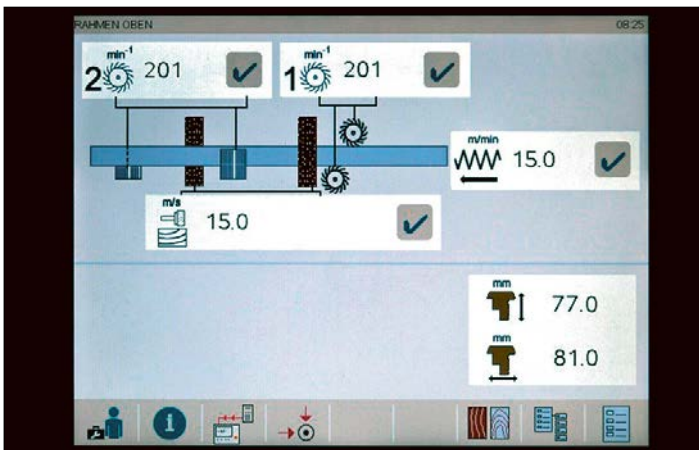 RAHMEN OBEN 08:25
min⁻¹ min⁻¹
2 201 1 201
m/min
15.0
m/s
15.0
mm
77.0
mm
81.0
i